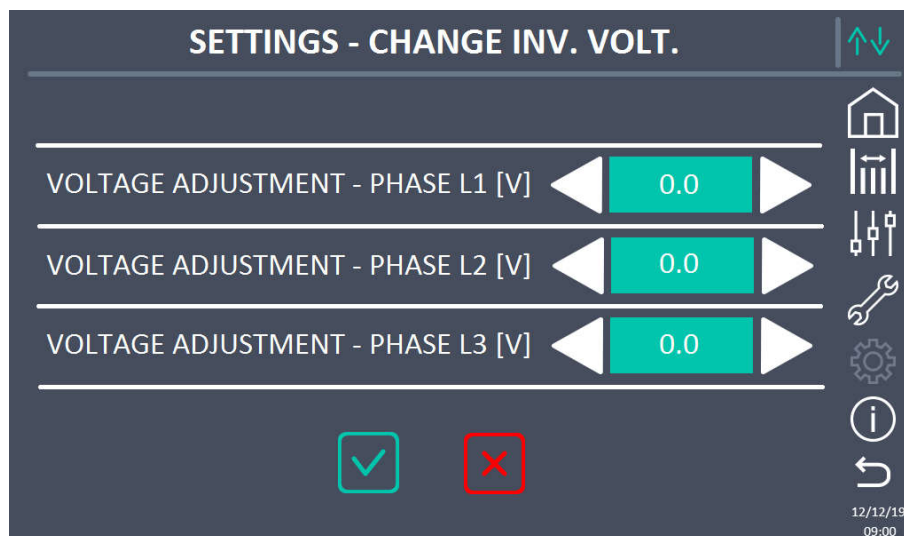 SETTINGS - CHANGE INV. VOLT.
VOLTAGE ADJUSTMENT - PHASE L1 [V] 0.0
VOLTAGE ADJUSTMENT - PHASE L2 [V] 0.0
VOLTAGE ADJUSTMENT - PHASE L3 [V] 0.0
12/12/19
09:00